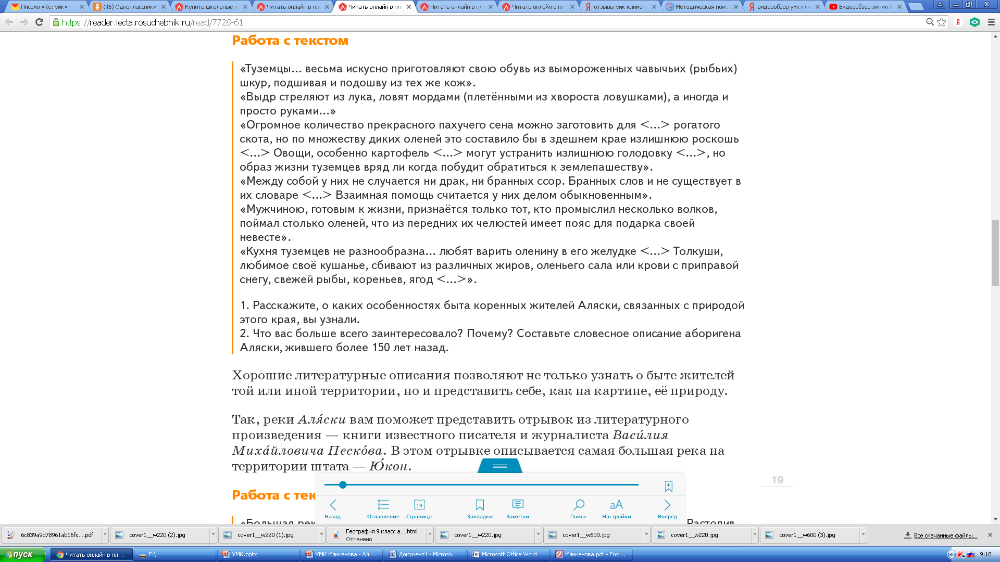 Письмо «Re: умк» —
(46) Одноклассники
Купить школьные у
Читать онлайн в пл
Читать онлайн в пл
Читать онлайн в пл
Читать онлайн в пл
отзывы умк климан
Методическая помо
видеообзор умк кли
Видеообзор линии У
https://reader.lecta.rosuchebnik.ru/read/7728-61
Работа с текстом
«Туземцы... весьма искусно приготовляют свою обувь из вымороженных чавычьих (рыбьих)
шкур, подшивая и подошву из тех же кож».
«Выдр стреляют из лука, ловят мордами (плетёнными из хвороста ловушками), а иногда и
просто руками...»
«Огромное количество прекрасного пахучего сена можно заготовить для <...> рогатого
скота, но по множеству диких оленей это составило бы в здешнем крае излишнюю роскошь
<...> Овощи, особенно картофель <...> могут устранить излишнюю голодовку <...>, но
образ жизни туземцев вряд ли когда побудит обратиться к землепашеству».
«Между собой у них не случается ни драк, ни бранных ссор. Бранных слов и не существует в
их словаре <...> Взаимная помощь считается у них делом обыкновенным».
«Мужчиною, готовым к жизни, признаётся только тот, кто промыслил несколько волков,
поймал столько оленей, что из передних их челюстей имеет пояс для подарка своей
невесте».
«Кухня туземцев не разнообразна... любят варить оленину в его желудке <...> Толкуши,
любимое своё кушанье, сбивают из различных жиров, оленьего сала или крови с приправой
снегу, свежей рыбы, кореньев, ягод <...>».
1. Расскажите, о каких особенностях быта коренных жителей Аляски, связанных с природой
этого края, вы узнали.
2. Что вас больше всего заинтересовало? Почему? Составьте словесное описание аборигена
Аляски, жившего более 150 лет назад.
Хорошие литературные описания позволяют не только узнать о быте жителей
той или иной территории, но и представить себе, как на картине, её природу.
Так, реки Аля́ски вам поможет представить отрывок из литературного
произведения — книги известного писателя и журналиста Васи́лия
Миха́йловича Песко́ва. В этом отрывке описывается самая большая река на
территории штата — Ю́кон.
19
Работа с тек
«Большая рек
Растопив
19
Назад
Оглавление
Страница
Закладки
Заметки
Поиск
аА
Настройки
Вперед
6c839a9d78961ab16fc....pdf
cover1__w220 (2).jpg
cover1__w220 (1).jpg
География 9 класс а....html
Отменено
cover1__w220.jpg
cover1__w600.jpg
cover1__w220.jpg
cover1__w600 (3).jpg
Все скачанные файлы...
пуск
Читать онлайн в пл...
F:\
УМК.pptx
УМК Климанова - Ал...
Документ1 - Microso...
Microsoft Office Word
Климанова.pdf - Fox...
9:18